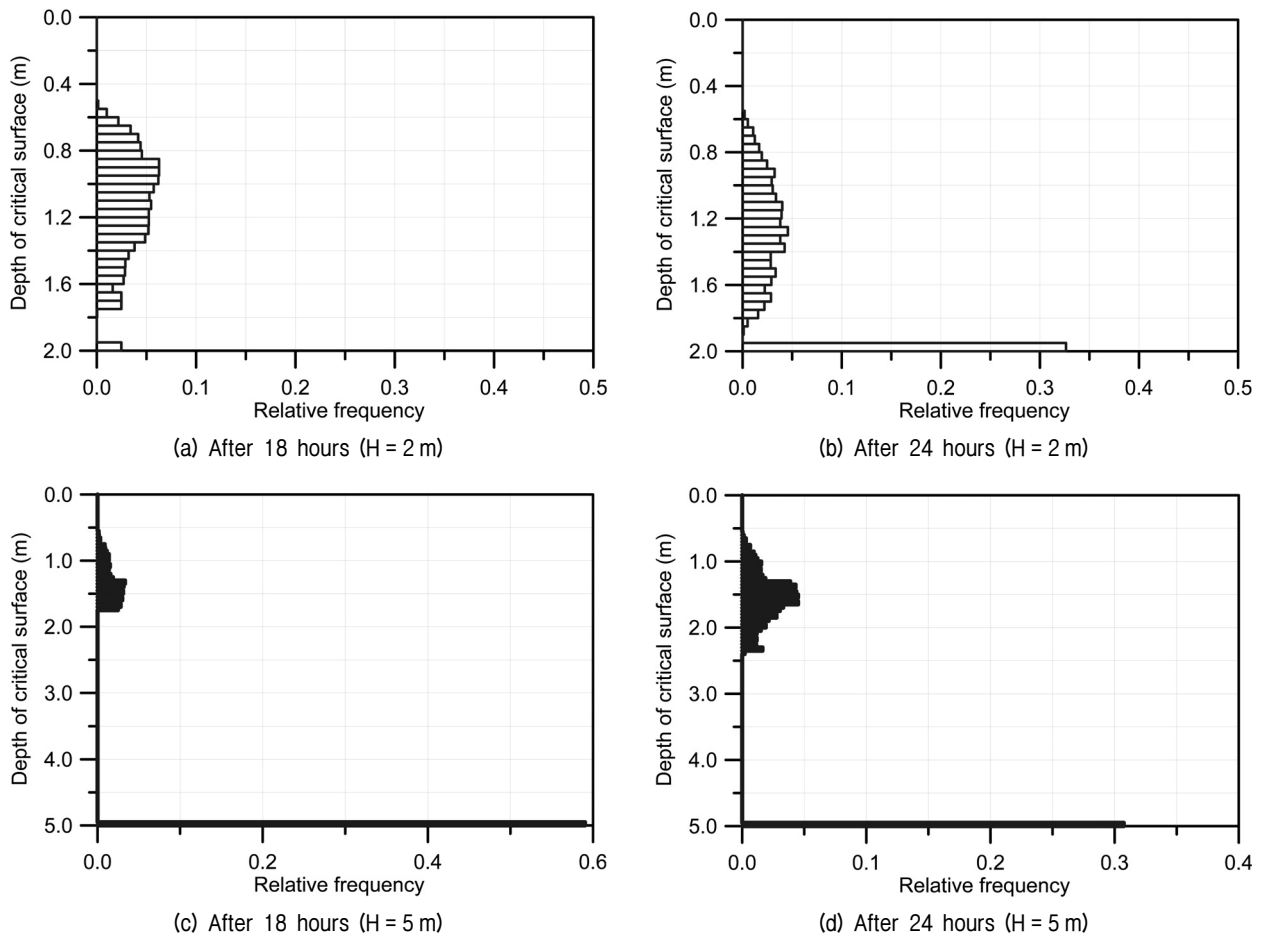 0.0
0.4
0.8
1.2
1.6
2.0
Depth of critical surface (m)
0.0 0.1 0.2 0.3 0.4 0.5
Relative frequency
(a) After 18 hours (H = 2 m)
0.0
0.4
0.8
1.2
1.6
2.0
Depth of critical surface (m)
0.0 0.1 0.2 0.3 0.4 0.5
Relative frequency
(b) After 24 hours (H = 2 m)
0.0
1.0
2.0
3.0
4.0
5.0
Depth of critical surface (m)
0.0 0.2 0.4 0.6
Relative frequency
(c) After 18 hours (H = 5 m)
0.0
1.0
2.0
3.0
4.0
5.0
Depth of critical surface (m)
0.0 0.1 0.2 0.3 0.4
Relative frequency
(d) After 24 hours (H = 5 m)